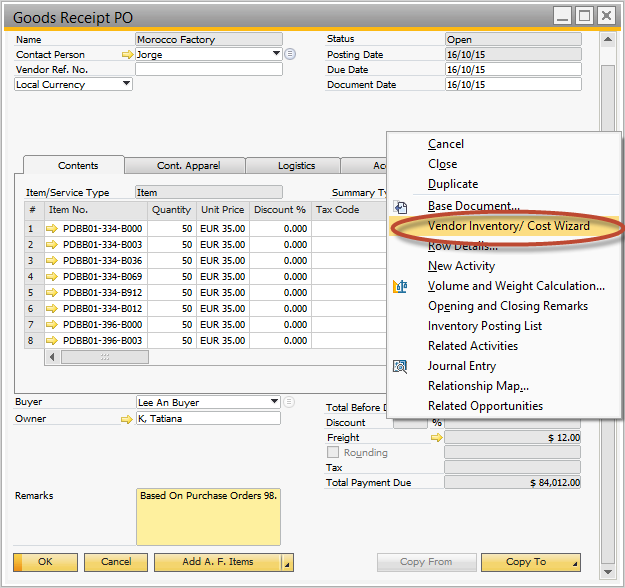 Goods Receipt PO
Name Morocco Factory Status Open
Contact Person Jorge Posting Date 16/10/15
Vendor Ref. No. Due Date 16/10/15
Local Currency Document Date 16/10/15
Contents Cont. Apparel Logistics Ac
Item/Service Type Item Summary Ty
# Item No. Quantity Unit Price Discount % Tax Code
1 PDBB01-334-B000 50 EUR 35.00 0.000
2 PDBB01-334-B003 50 EUR 35.00 0.000
3 PDBB01-334-B036 50 EUR 35.00 0.000
4 PDBB01-334-B069 50 EUR 35.00 0.000
5 PDBB01-334-B912 50 EUR 35.00 0.000
6 PDBB01-334-B012 50 EUR 35.00 0.000
7 PDBB01-396-B000 50 EUR 35.00 0.000
8 PDBB01-396-B003 50 EUR 35.00 0.000
Cancel
Close
Duplicate
Base Document...
Vendor Inventory/ Cost Wizard
Row Details...
New Activity
Volume and Weight Calculation...
Opening and Closing Remarks
Inventory Posting List
Related Activities
Journal Entry
Relationship Map...
Related Opportunities
Buyer Lee An Buyer
Owner K, Tatiana
Total Before D
Discount %
Freight $ 12.00
Rounding
Tax
Total Payment Due $ 84,012.00
Remarks Based On Purchase Orders 98.
OK Cancel Add A. F. Items Copy From Copy To